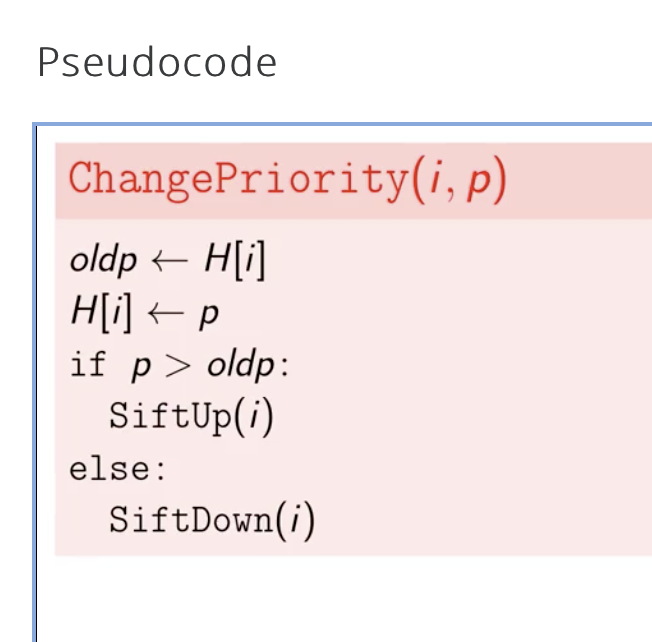 Pseudocode
ChangePriority(i, p)
oldp ← H[i]
H[i] ← p
if p > oldp:
SiftUp(i)
else:
SiftDown(i)